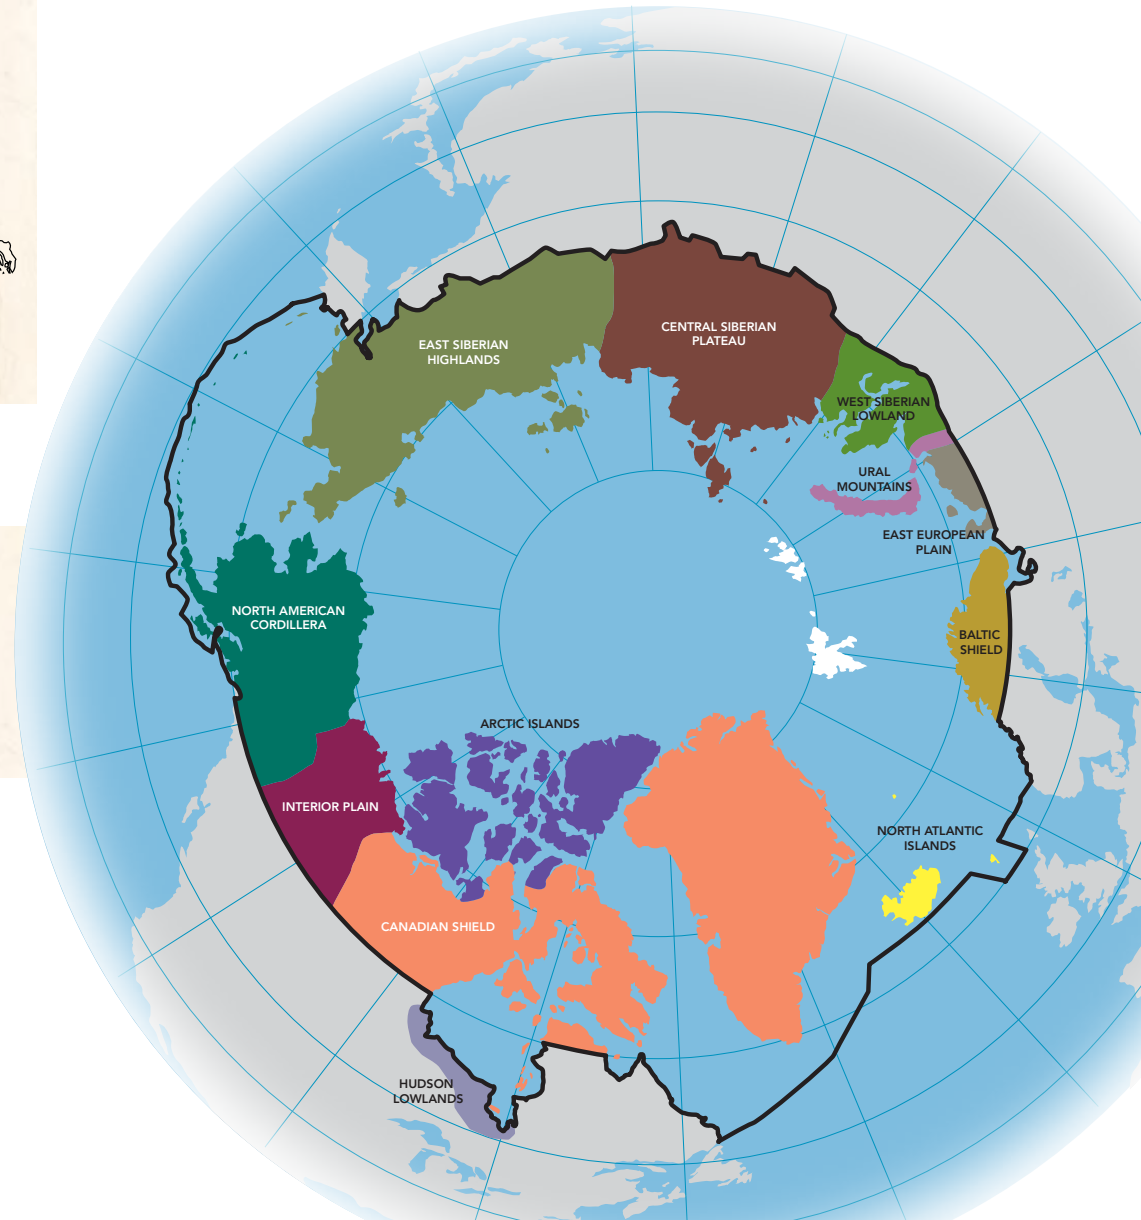 CENTRAL SIBERIAN
PLATEAU
EAST SIBERIAN
HIGHLANDS
WEST SIBERIAN
LOWLAND
URAL
MOUNTAINS
EAST EUROPEAN
PLAIN
NORTH AMERICAN
CORDILLERA
BALTIC
SHIELD
ARCTIC ISLANDS
INTERIOR PLAIN
NORTH ATLANTIC
ISLANDS
CANADIAN SHIELD
HUDSON
LOWLANDS